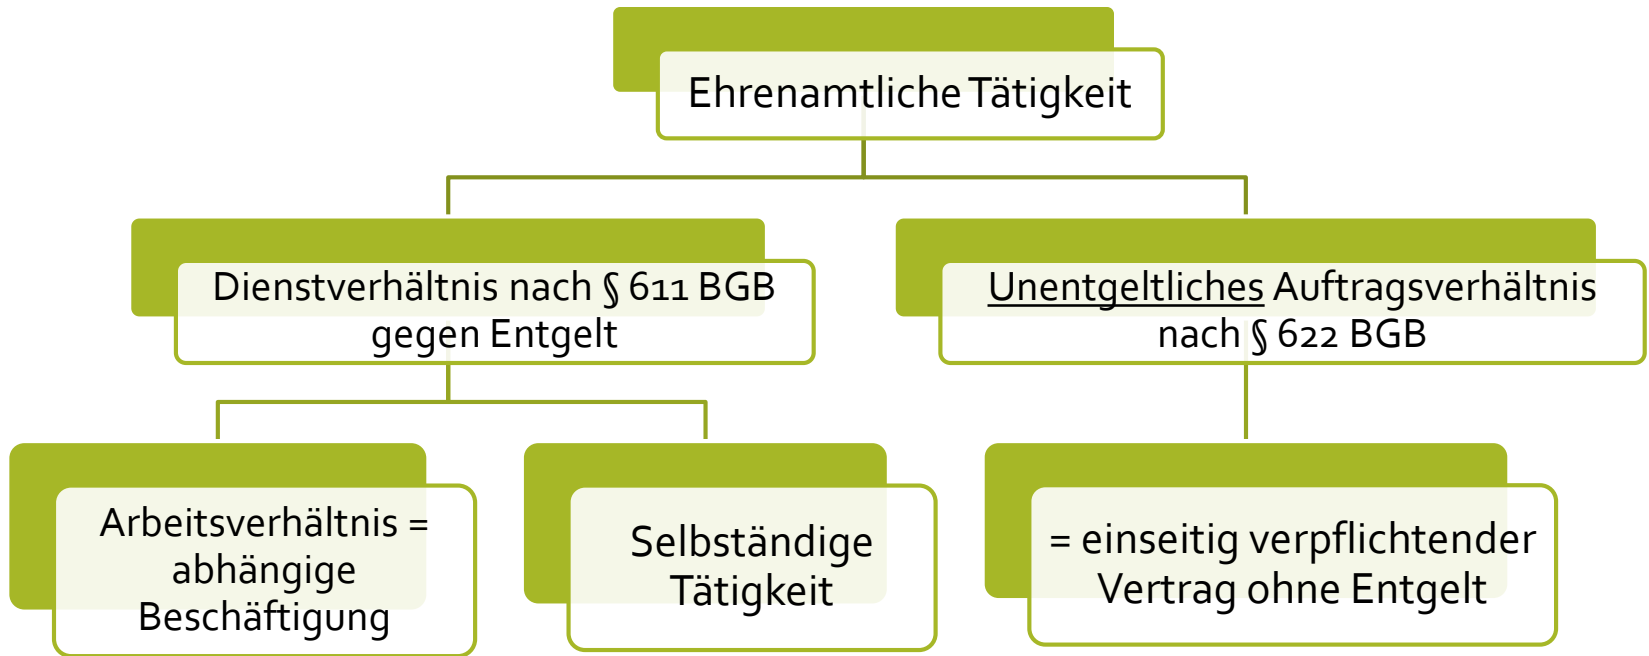 Ehrenamtliche Tätigkeit
Dienstverhältnis nach § 611 BGB
gegen Entgelt
Unentgeltliches Auftragsverhältnis
nach § 622 BGB
Arbeitsverhältnis =
abhängige
Beschäftigung
Selbständige
Tätigkeit
= einseitig verpflichtender
Vertrag ohne Entgelt